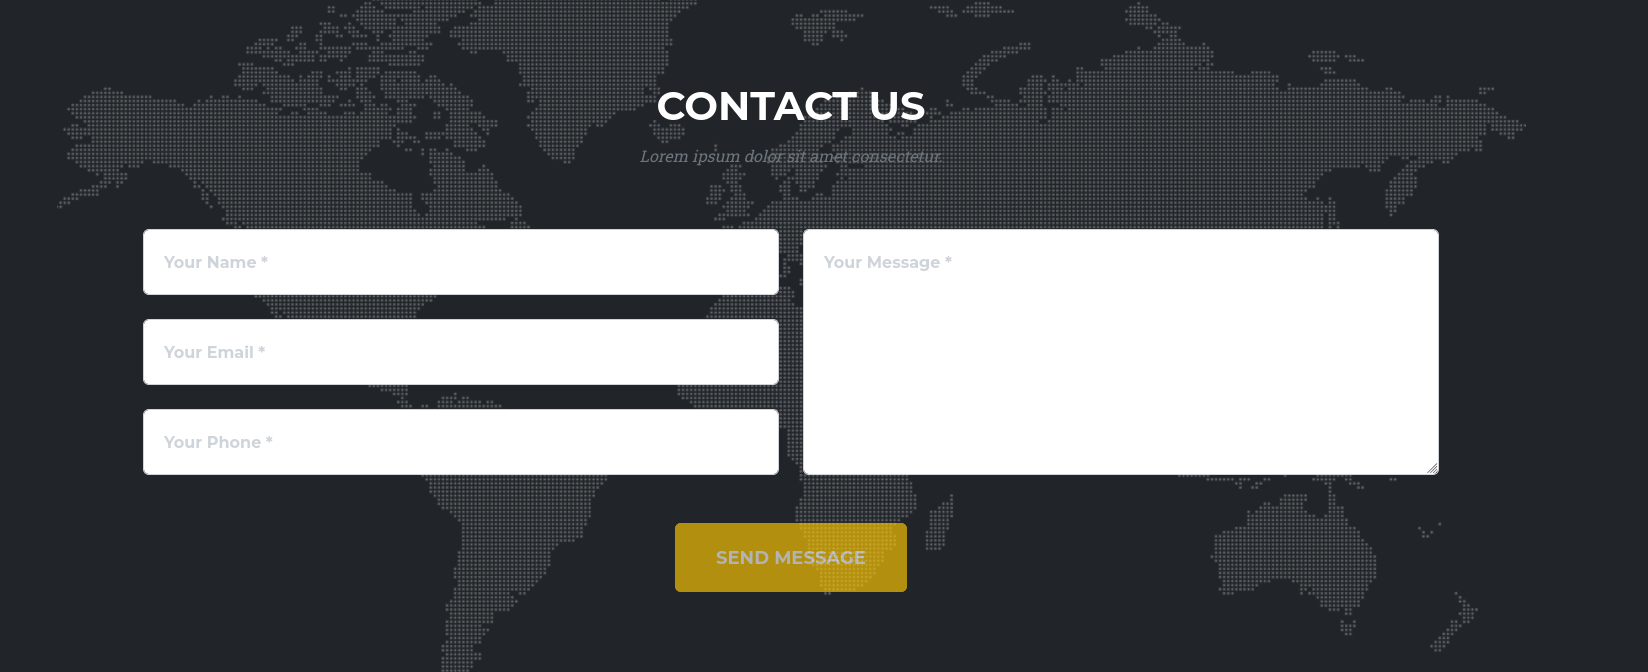 CONTACT US
Lorem ipsum dolor sit amet consectetur.
Your Name *
Your Email *
Your Phone *
Your Message *
SEND MESSAGE